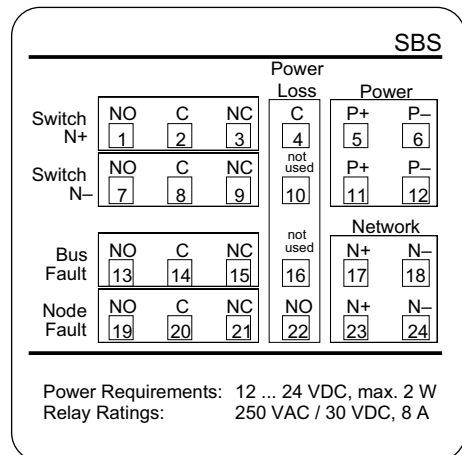 SBS
Power
Loss Power
Switch N+ NO C NC C P+ P–
1 2 3 4 5 6
Switch N– NO C NC not used P+ P–
7 8 9 10 11 12
Network
Bus Fault NO C NC not used N+ N–
13 14 15 16 17 18
Node Fault NO C NC NO N+ N–
19 20 21 22 23 24
Power Requirements: 12 ... 24 VDC, max. 2 W
Relay Ratings: 250 VAC / 30 VDC, 8 A